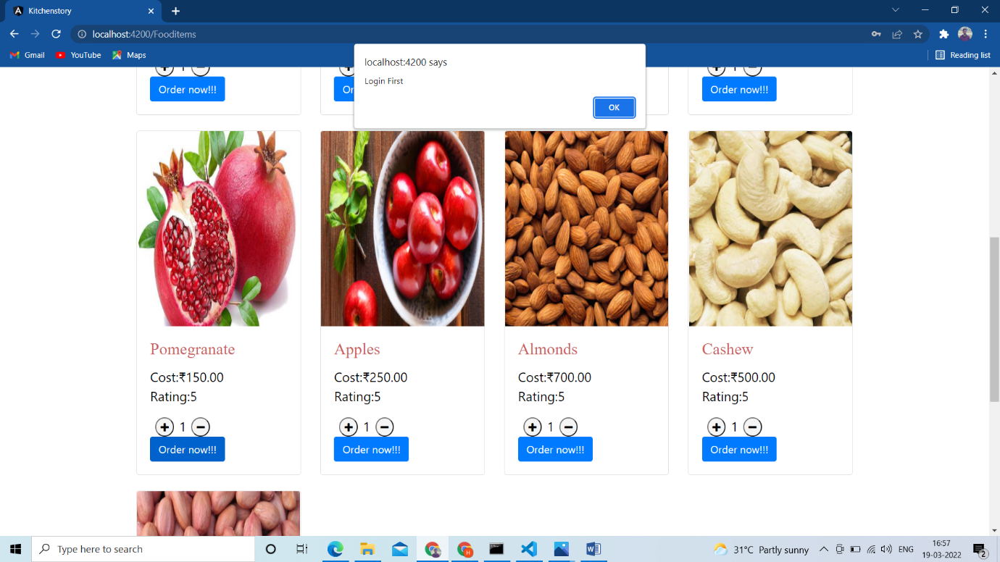 Kitchenstory
localhost:4200/Fooditems
Gmail YouTube Maps Reading list
localhost:4200 says
Login First
OK
1 1
Order now!!! Or Order now!!!
Pomegranate Apples Almonds Cashew
Cost:₹150.00 Cost:₹250.00 Cost:₹700.00 Cost:₹500.00
Rating:5 Rating:5 Rating:5 Rating:5
+ 1 − + 1 − + 1 − + 1 −
Order now!!! Order now!!! Order now!!! Order now!!!
Type here to search
H
31°C Partly sunny ENG
16:57
19-03-2022
2